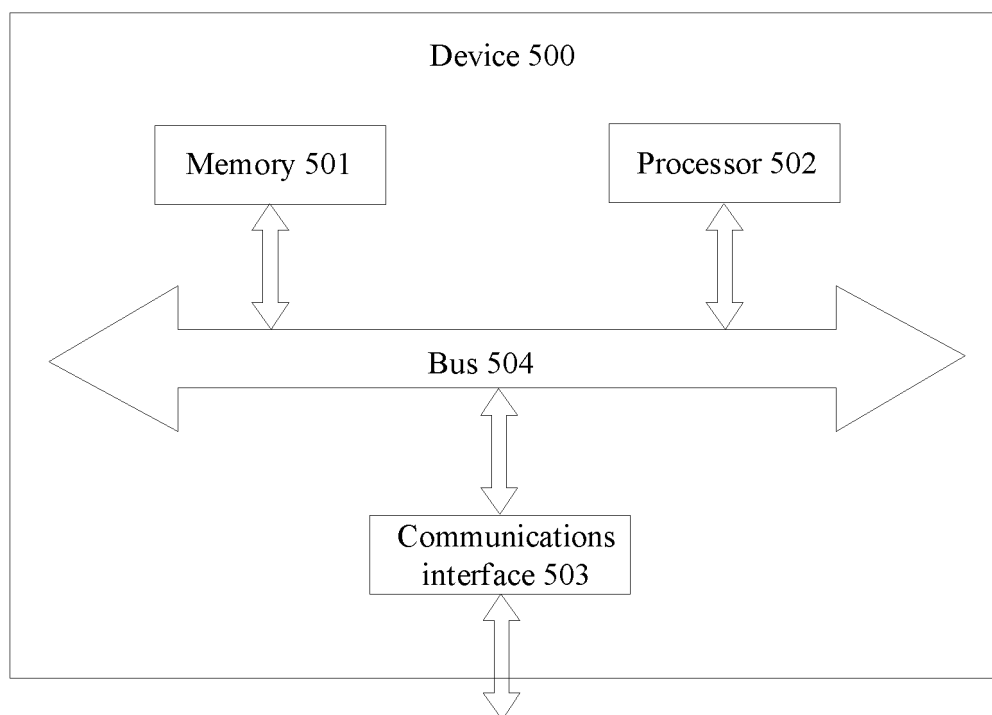 Device 500
Memory 501
Processor 502
Bus 504
Communications
interface 503